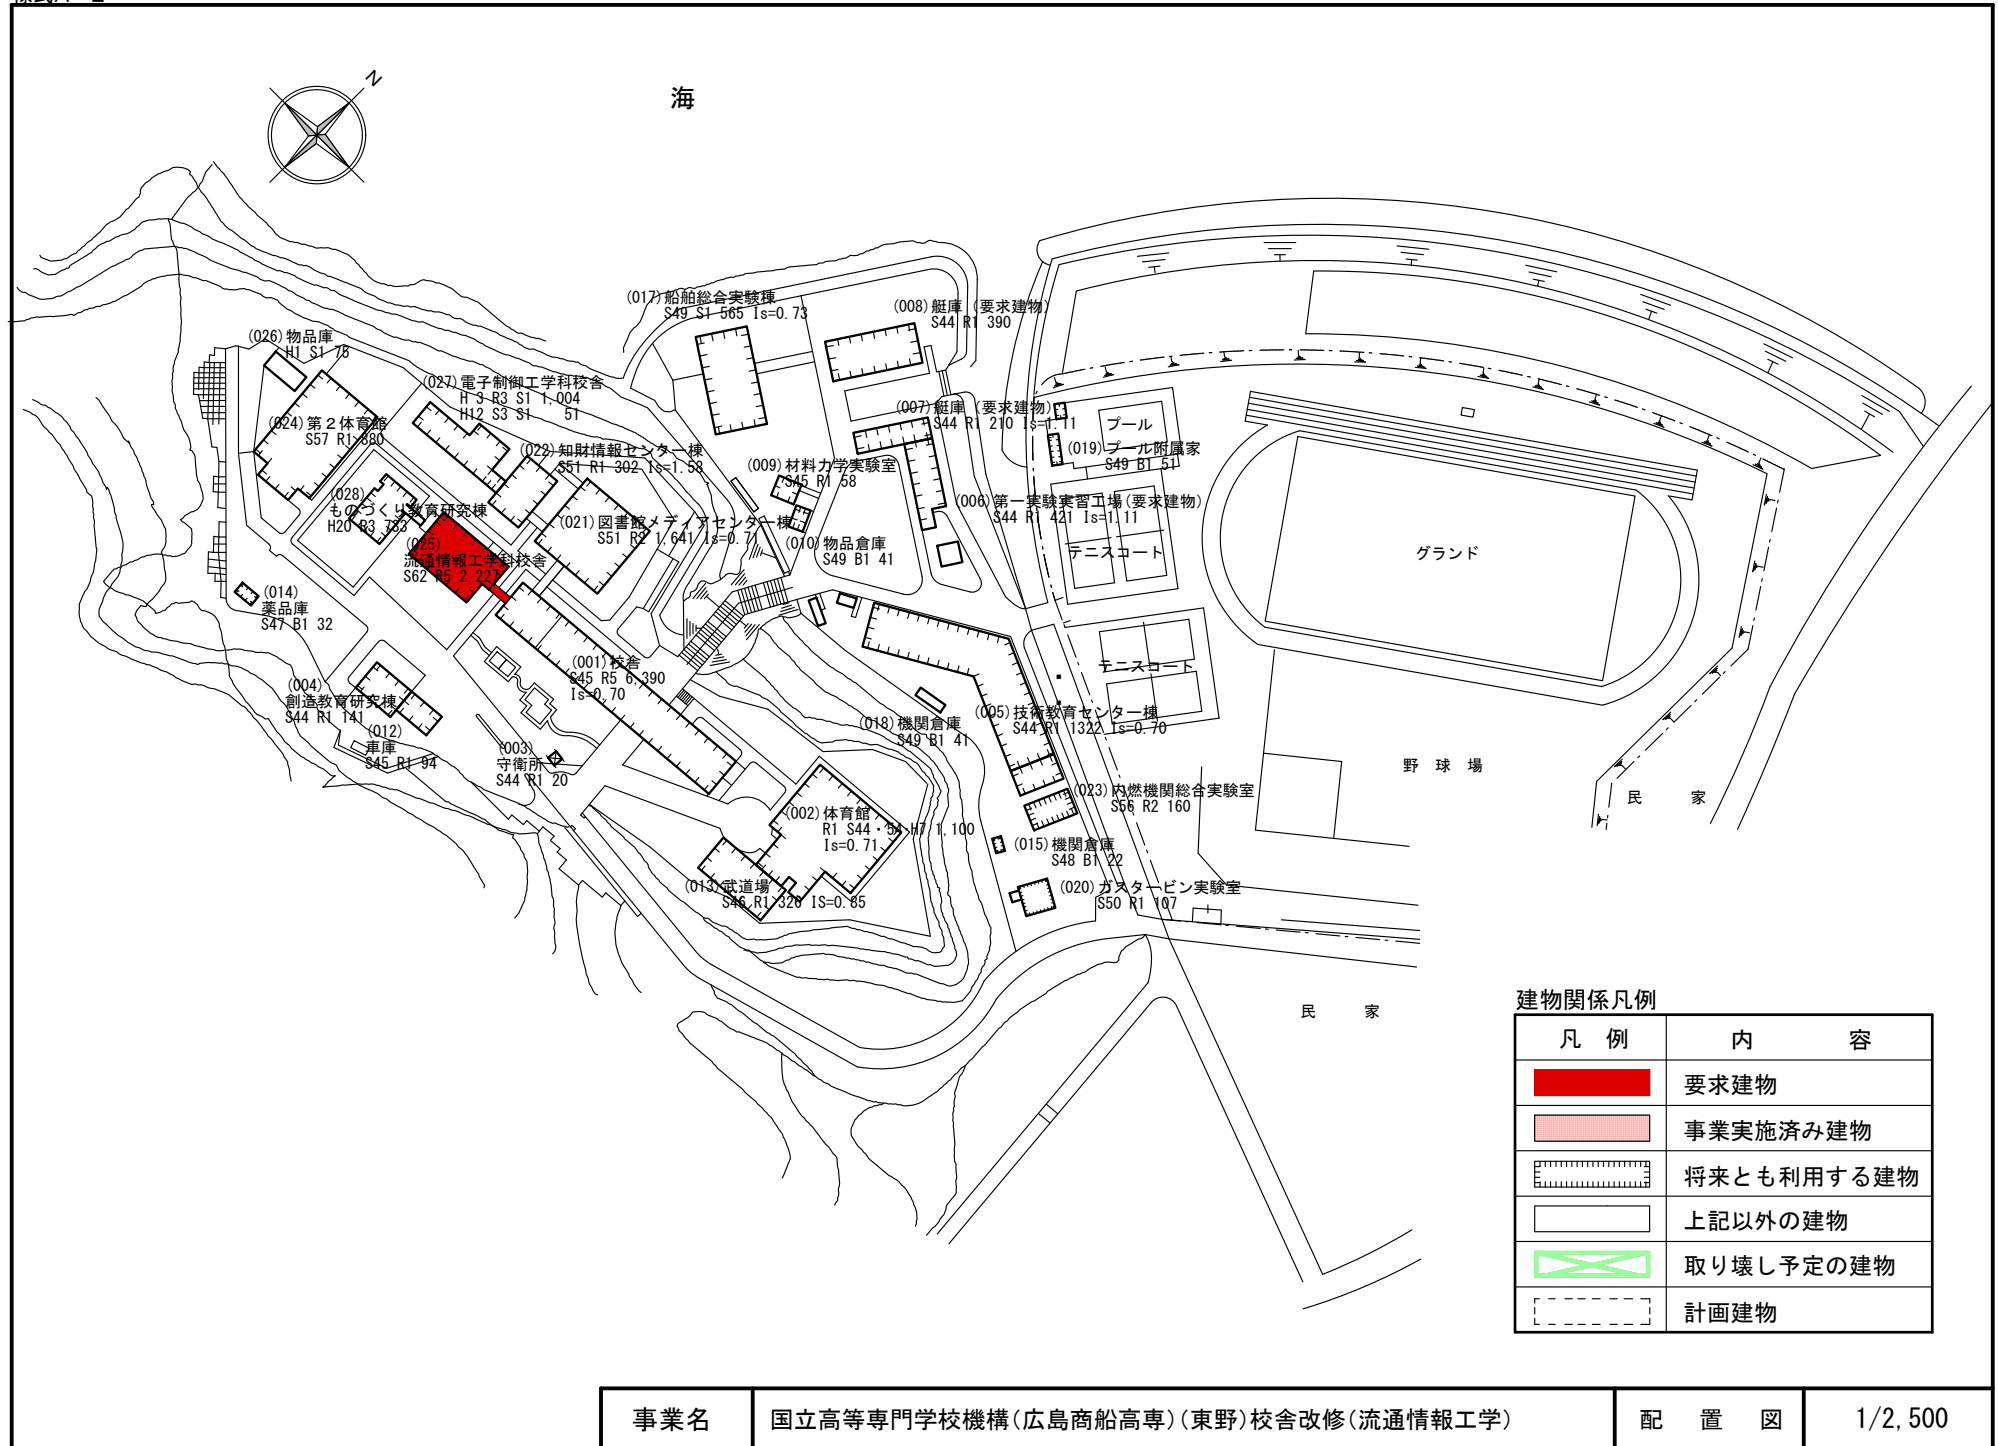 N
海
(017)船舶総合実験棟
S49 S1 565 Is=0.73
(008)艇庫 (要求建物)
S44 R1 390
(026)物品庫
H1 S1 75
(027)電子制御工学科校舎
H 3 R3 S1 1,004
H12 S3 S1 51
(024)第2体育館
S57 R1 880
(007)艇庫 (要求建物)
S44 R1 210 Is=1.11
プール
(019)プール附属家
S49 B1 51
(022)知財情報センター棟
S51 R1 302 Is=1.58
(009)材料力学実験室
S45 R1 58
(028)
ものづくり教育研究棟
H20 R3 783
(006)第一実験実習工場(要求建物)
S44 R1 421 Is=1.11
(021)図書館メディアセンター棟
S51 R2 1,641 Is=0.71
(010)物品倉庫
S49 B1 41
テニスコート
グランド
(025)
流通情報工学科校舎
S62 R5 2,227
(014)
薬品庫
S47 B1 32
(001)校舎
S45 R5 6,390
Is=0.70
テニスコート
(004)
創造教育研究棟
S44 R1 141
(018)機関倉庫
S49 B1 41
(005)技術教育センター棟
S44 R1 1322 Is=0.70
(012)
車庫
S45 R1 94
(003)
守衛所
S44 R1 20
野球場
民家
(023)内燃機関総合実験室
S56 R2 160
(002)体育館
R1 S44・54 H7 1,100
Is=0.71
(015)機関倉庫
S48 B1 22
(013)武道場
S46 R1 326 IS=0.85
(020)ガスタービン実験室
S50 R1 107
民家
建物関係凡例
凡例 内容
要求建物
事業実施済み建物
将来とも利用する建物
上記以外の建物
取り壊し予定の建物
計画建物
事業名 国立高等専門学校機構(広島商船高専)(東野)校舎改修(流通情報工学) 配置図 1/2,500